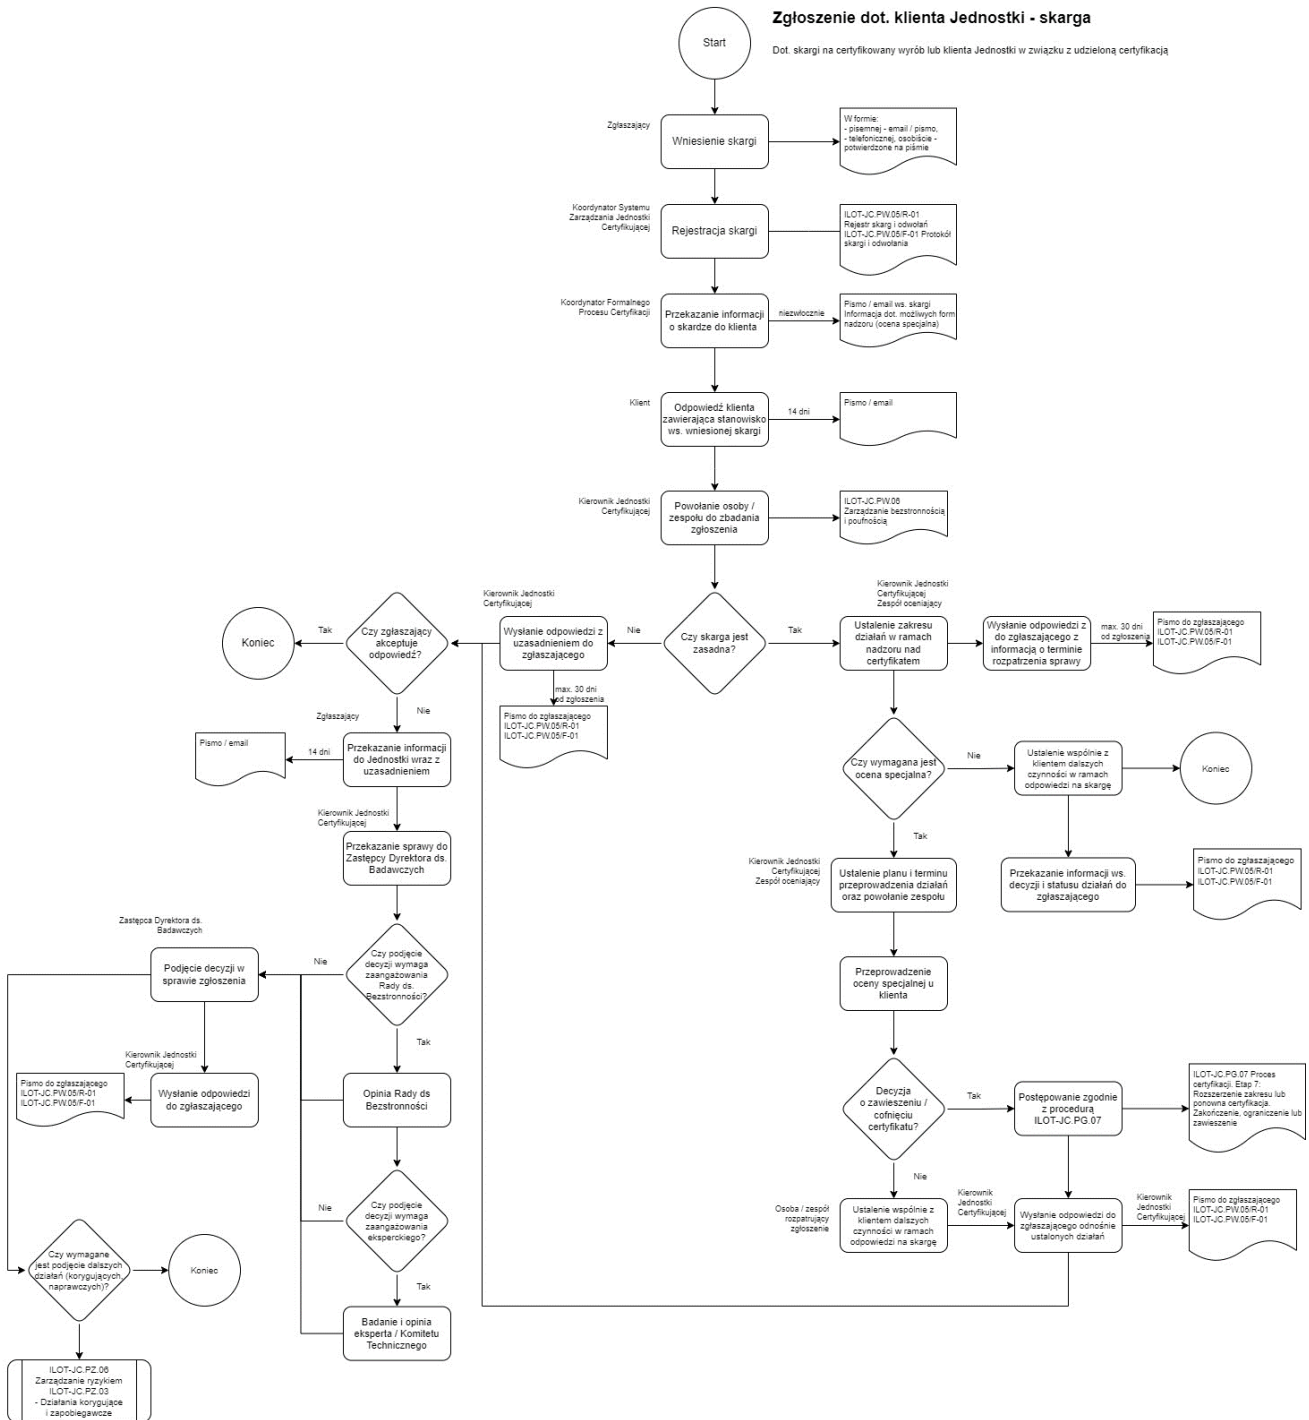 Zgłoszenie dot. klienta Jednostki - skarga
Start
Dot. skargi na certyfikowany wyrób lub klienta Jednostki w związku z udzieloną certyfikacją
Zgłaszający
Wniesienie skargi
W formie:
- pisemnej - email / pismo,
- telefonicznej, osobiście -
potwierdzone na piśmie
Koordynator Systemu
Zarządzania Jednostki
Certyfikującej
Rejestracja skargi
ILOT-JC.PW.05/R-01
Rejestr skarg i odwołań
ILOT-JC.PW.05/F-01 Protokół
skargi i odwołania
Koordynator Formalnego
Procesu Certyfikacji
Przekazanie informacji
o skardze do klienta
niezwłocznie
Pismo / email ws. skargi
Informacja dot. możliwych form
nadzoru (ocena specjalna)
Klient
Odpowiedź klienta
zawierająca stanowisko
ws. wniesionej skargi
14 dni
Pismo / email
Kierownik Jednostki
Certyfikującej
Powołanie osoby /
zespołu do zbadania
zgłoszenia
ILOT-JC.PW.06
Zarządzanie bezstronnością
i poufnością
Koniec
Tak
Czy zgłaszający
akceptuje
odpowiedź?
Kierownik Jednostki
Certyfikującej
Wysłanie odpowiedzi z
uzasadnieniem do
zgłaszającego
Nie
Czy skarga jest
zasadna?
Tak
Kierownik Jednostki
Certyfikującej
Zespół oceniający
Ustalenie zakresu
działań w ramach
nadzoru nad
certyfikatem
Wysłanie odpowiedzi z
do zgłaszającego z
informacją o terminie
rozpatrzenia sprawy
max. 30 dni
od zgłoszenia
Pismo do zgłaszającego
ILOT-JC.PW.05/R-01
ILOT-JC.PW.05/F-01
max. 30 dni
od zgłoszenia
Pismo do zgłaszającego
ILOT-JC.PW.05/R-01
ILOT-JC.PW.05/F-01
Nie
Zgłaszający
Przekazanie informacji
do Jednostki wraz z
uzasadnieniem
14 dni
Pismo / email
Czy wymagana jest
ocena specjalna?
Nie
Ustalenie wspólnie z
klientem dalszych
czynności w ramach
odpowiedzi na skargę
Koniec
Tak
Kierownik Jednostki
Certyfikującej
Przekazanie sprawy do
Zastępcy Dyrektora ds.
Badawczych
Kierownik Jednostki
Certyfikującej
Zespół oceniający
Ustalenie planu i terminu
przeprowadzenia działań
oraz powołanie zespołu
Przekazanie informacji ws.
decyzji i statusu działań do
zgłaszającego
Pismo do zgłaszającego
ILOT-JC.PW.05/R-01
ILOT-JC.PW.05/F-01
Zastępca Dyrektora ds.
Badawczych
Podjęcie decyzji w
sprawie zgłoszenia
Nie
Czy podjęcie
decyzji wymaga
zaangażowania
Rady ds.
Bezstronności?
Przeprowadzenie
oceny specjalnej u
klienta
Tak
Kierownik Jednostki
Certyfikującej
Pismo do zgłaszającego
ILOT-JC.PW.05/R-01
ILOT-JC.PW.05/F-01
Wysłanie odpowiedzi
do zgłaszającego
Opinia Rady ds
Bezstronności
Decyzja
o zawieszeniu /
cofnięciu
certyfikatu?
Tak
Postępowanie zgodnie
z procedurą
ILOT-JC.PG.07
ILOT-JC.PG.07 Proces
certyfikacji. Etap 7:
Rozszerzenie zakresu lub
ponowna certyfikacja.
Zakończenie, ograniczenie lub
zawieszenie
Nie
Nie
Czy podjęcie
decyzji wymaga
zaangażowania
eksperckiego?
Osoba / zespół
rozpatrujący
zgłoszenie
Ustalenie wspólnie z
klientem dalszych
czynności w ramach
odpowiedzi na skargę
Kierownik
Jednostki
Certyfikującej
Wysłanie odpowiedzi do
zgłaszającego odnośnie
ustalonych działań
Kierownik
Jednostki
Certyfikującej
Pismo do zgłaszającego
ILOT-JC.PW.05/R-01
ILOT-JC.PW.05/F-01
Czy wymagane
jest podjęcie dalszych
działań (korygujących,
naprawczych)?
Koniec
Tak
Badanie i opinia
eksperta / Komitetu
Technicznego
ILOT-JC.PZ.06
Zarządzanie ryzykiem
ILOT-JC.PZ.03
- Działania korygujące
i zapobiegawcze